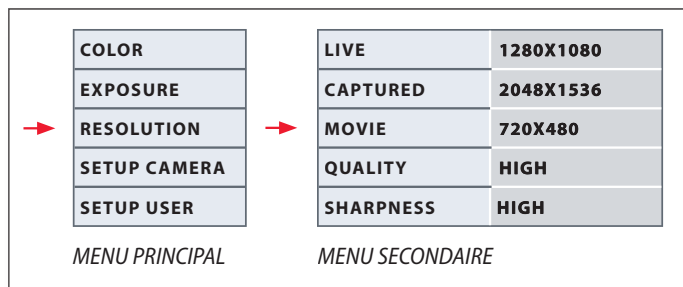 COLOR
EXPOSURE
RESOLUTION
SETUP CAMERA
SETUP USER
MENU PRINCIPAL
LIVE 1280X1080
CAPTURED 2048X1536
MOVIE 720X480
QUALITY HIGH
SHARPNESS HIGH
MENU SECONDAIRE